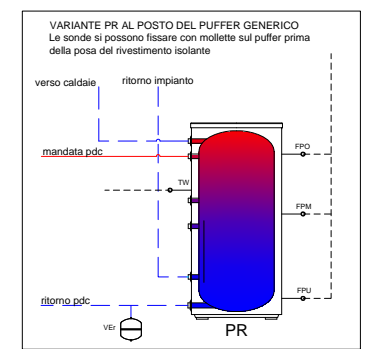 VARIANTE PR AL POSTO DEL PUFFER GENERICO
Le sonde si possono fissare con mollette sul puffer prima
della posa del rivestimento isolante
verso caldaie
ritorno impianto
mandata pdc
FPO
TW
FPM
FPU
ritorno pdc
VEr
PR